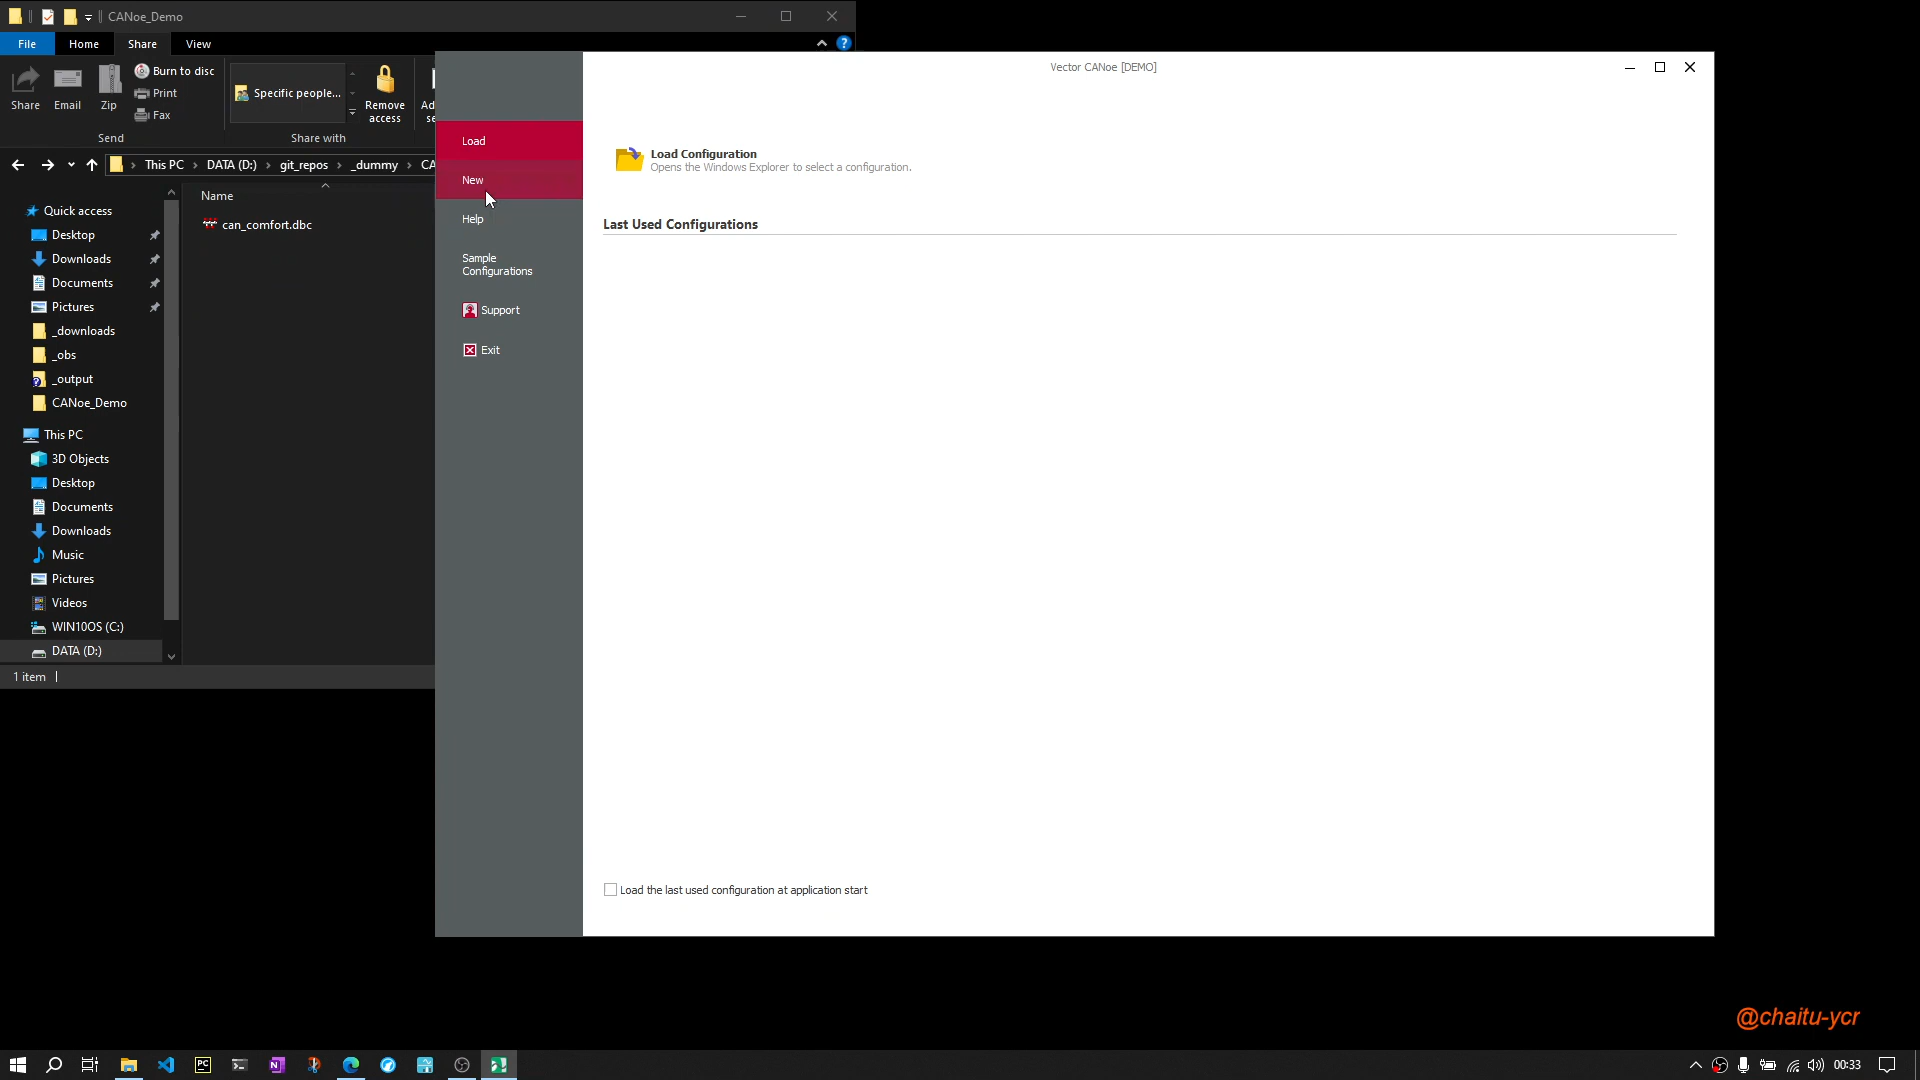 CANoe_Demo
File
Home
Share
View
Share
Email
Zip
Burn to disc
Print
Fax
Specific people...
Remove
access
Send
Share with
This PC > DATA (D:) > git_repos > _dummy >
Name
can_comfort.dbc
Quick access
Desktop
Downloads
Documents
Pictures
_downloads
_obs
_output
CANoe_Demo
This PC
3D Objects
Desktop
Documents
Downloads
Music
Pictures
Videos
WIN10OS (C:)
DATA (D:)
1 item
Vector CANoe [DEMO]
Load
New
Help
Sample
Configurations
Support
Exit
Load Configuration
Opens the Windows Explorer to select a configuration.
Last Used Configurations
Load the last used configuration at application start
@chaitu-ycr
00:33